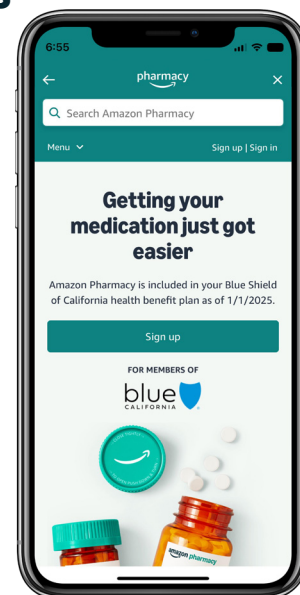 6:55
pharmacy
Search Amazon Pharmacy
Menu
Sign up | Sign in
Getting your
medication just got
easier
Amazon Pharmacy is included in your Blue Shield
of California health benefit plan as of 1/1/2025.
Sign up
FOR MEMBERS OF
blue
CALIFORNIA
amazon pharmacy